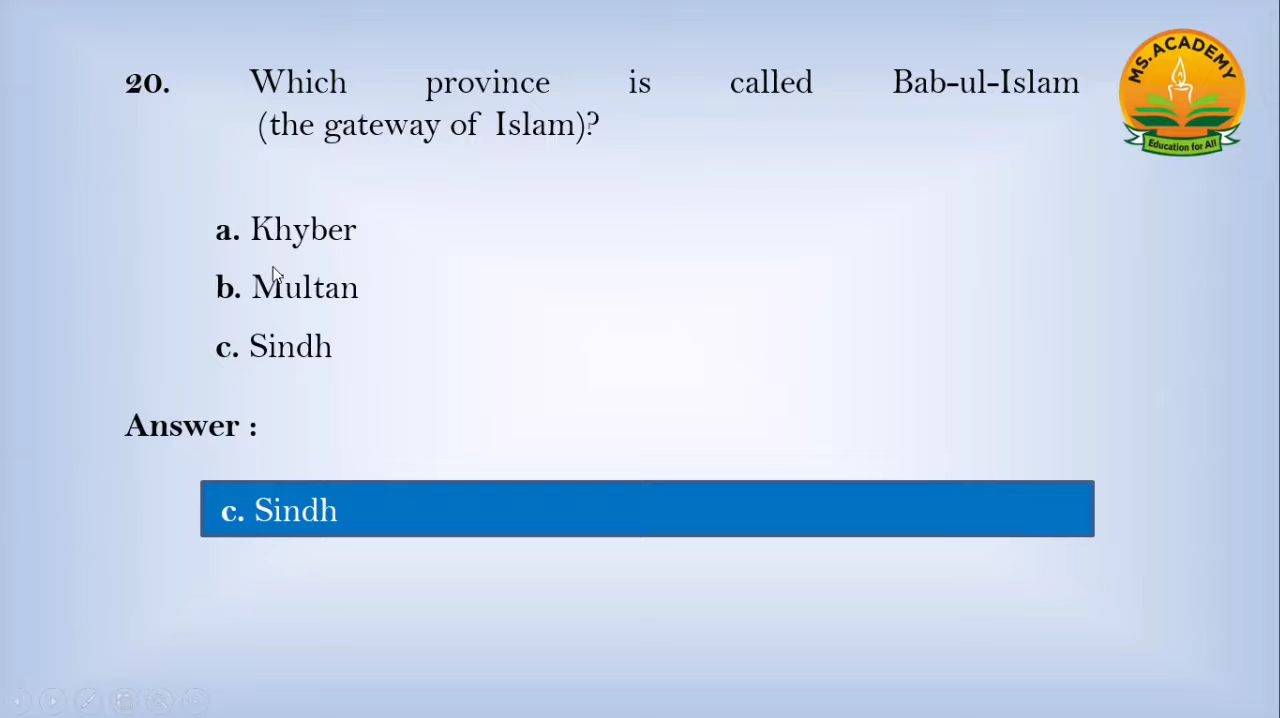 20. Which province is called Bab-ul-Islam
(the gateway of Islam)?
MS.ACADEMY
Education for All
a. Khyber
b. Multan
c. Sindh
Answer :
c. Sindh